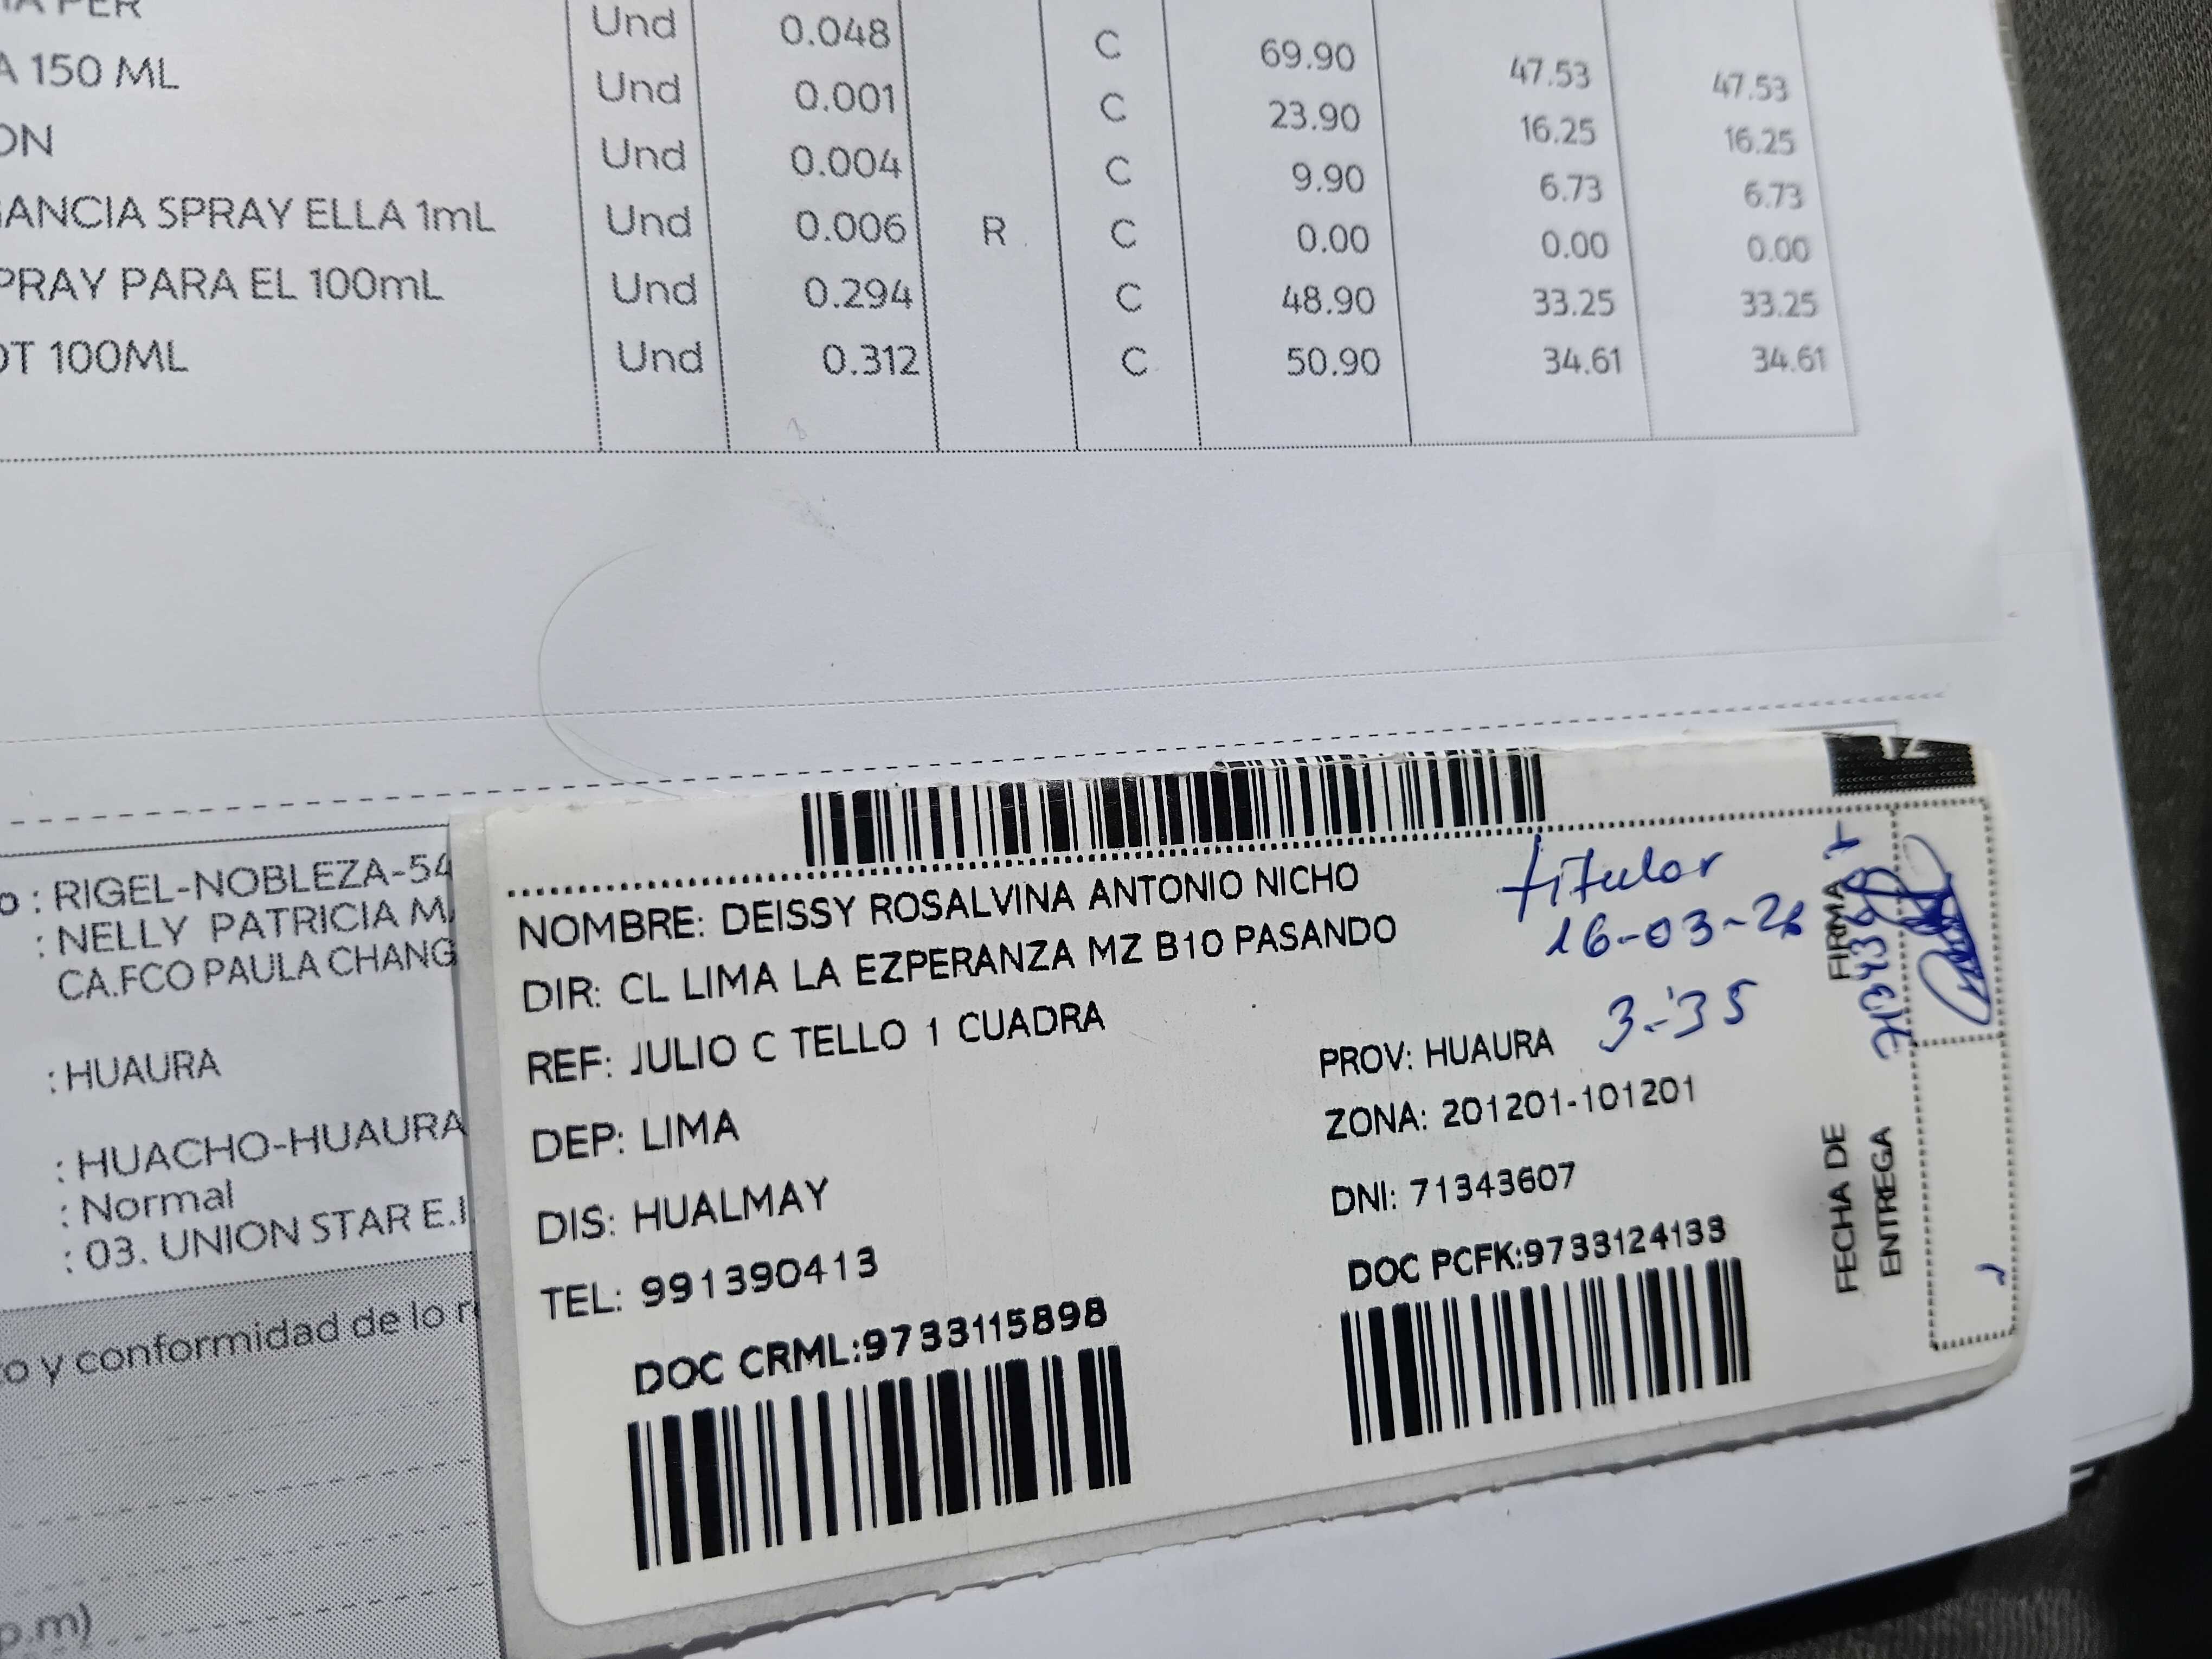 PER
Und 0.048 C 69.90 47.53 47.53
A 150 ML Und 0.001 C 23.90 16.25 16.25
ON Und 0.004 C 9.90 6.73 6.73
GANCIA SPRAY ELLA 1mL Und 0.006 R C 0.00 0.00 0.00
PRAY PARA EL 100mL Und 0.294 C 48.90 33.25 33.25
OT 100ML Und 0.312 C 50.90 34.61 34.61
o : RIGEL-NOBLEZA-54
: NELLY PATRICIA MA
CA.FCO PAULA CHANG
: HUAURA
: HUACHO-HUAURA
: Normal
: 03. UNION STAR E.I
to y conformidad de lo r
p.m)
NOMBRE: DEISSY ROSALVINA ANTONIO NICHO
DIR: CL LIMA LA EZPERANZA MZ B10 PASANDO
REF: JULIO C TELLO 1 CUADRA
DEP: LIMA
DIS: HUALMAY
TEL: 991390413
DOC CRML:9733115898
titular
16-03-26
3:35
PROV: HUAURA
ZONA: 201201-101201
DNI: 71343607
DOC PCFK:9733124133
FIRMA
FECHA DE
ENTREGA